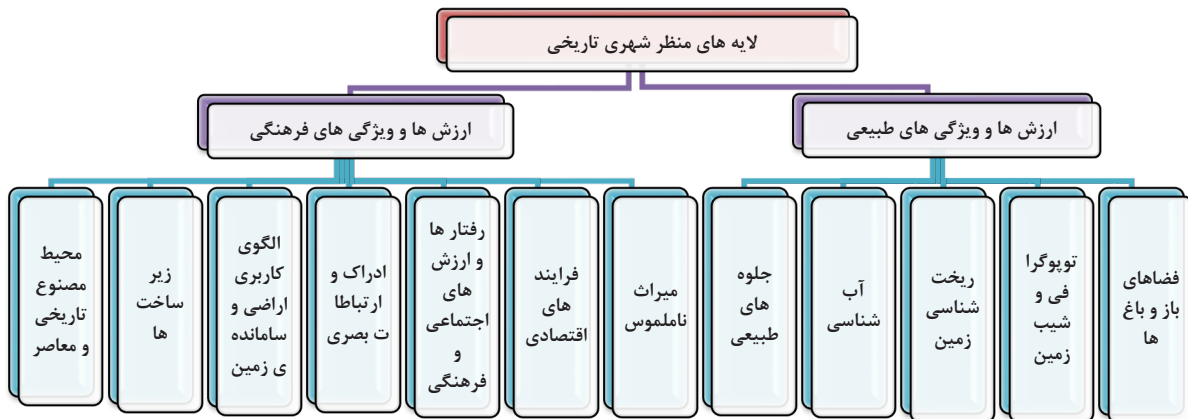 لایه های منظر شهری تاریخی
ارزش ها و ویژگی های طبیعی
ارزش ها و ویژگی های فرهنگی
فضاهای
باز و باغ
ها
توپوگرا
فی و
شیب
زمین
ریخت
شناسی
زمین
آب
شناسی
جلوه
های
طبیعی
میراث
ناملموس
فرایند
های
اقتصادی
رفتار ها
و ارزش
های
اجتماعی
و
فرهنگی
ادراک و
ارتباطا
ت بصری
الگوی
کاربری
اراضی و
سامانده
ی زمین
زیر
ساخت
ها
محیط
مصنوع
تاریخی
و معاصر